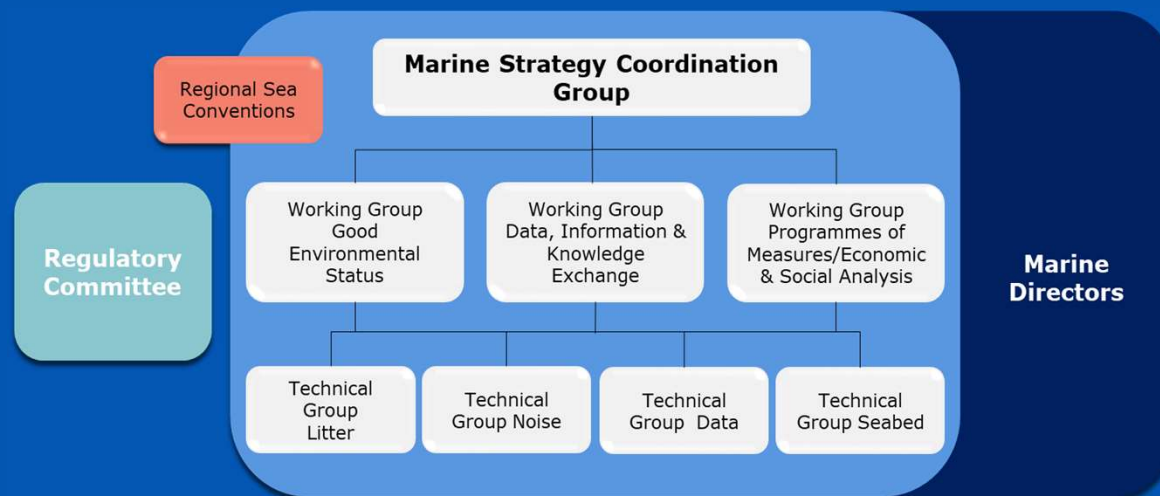 Marine Strategy Coordination
Group
Regional Sea
Conventions
Regulatory
Committee
Working Group
Good
Environmental
Status
Working Group
Data, Information &
Knowledge
Exchange
Working Group
Programmes of
Measures/Economic
& Social Analysis
Marine
Directors
Technical
Group
Litter
Technical
Group Noise
Technical
Group Data
Technical
Group Seabed